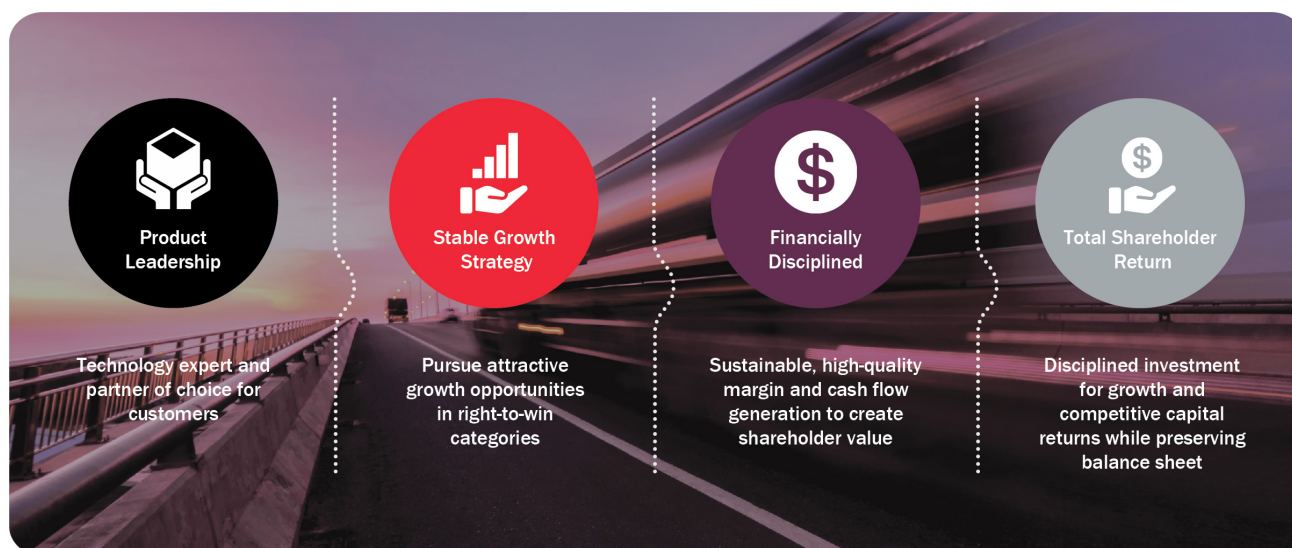 Product
Leadership
Technology expert and
partner of choice for
customers
Stable Growth
Strategy
Pursue attractive
growth opportunities
in right-to-win
categories
$
Financially
Disciplined
Sustainable, high-quality
margin and cash flow
generation to create
shareholder value
$
Total Shareholder
Return
Disciplined investment
for growth and
competitive capital
returns while preserving
balance sheet